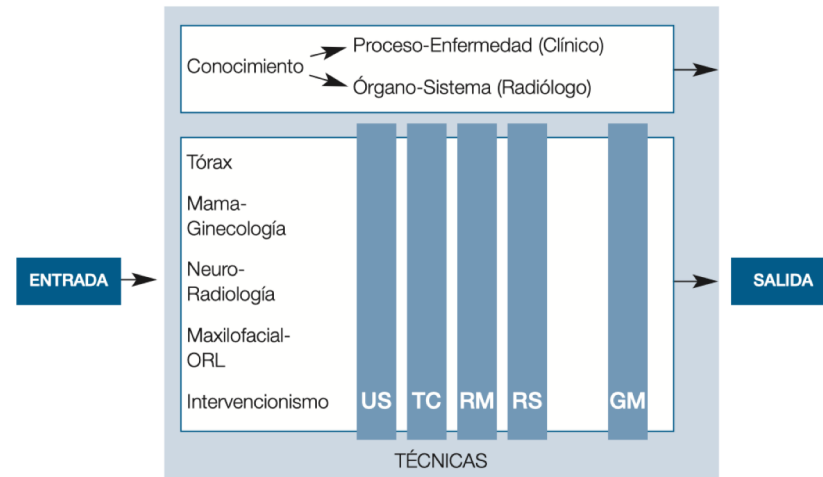 Conocimiento
Proceso-Enfermedad (Clínico)
Órgano-Sistema (Radiólogo)
Tórax
Mama-
Ginecología
Neuro-
Radiología
Maxilofacial-
ORL
Intervencionismo
US TC RM RS GM
ENTRADA
SALIDA
TÉCNICAS